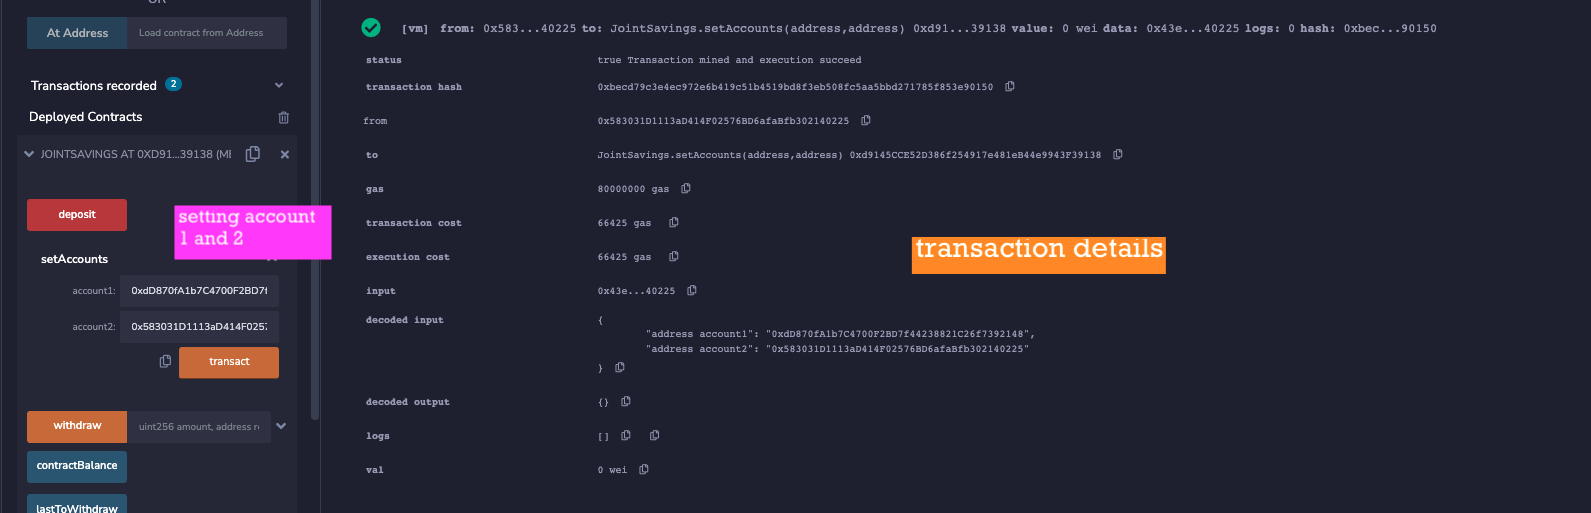 OR
At Address Load contract from Address
Transactions recorded 2
Deployed Contracts
JOINTSAVINGS AT 0XD91...39138 (ME
deposit
setting account
1 and 2
setAccounts
account1: 0xdD870fA1b7C4700F2BD7f
account2: 0x583031D1113aD414F0257
transact
withdraw uint256 amount, address re
contractBalance
lastToWithdraw
[vm] from: 0x583...40225 to: JointSavings.setAccounts(address,address) 0xd91...39138 value: 0 wei data: 0x43e...40225 logs: 0 hash: 0xbec...90150
status true Transaction mined and execution succeed
transaction hash 0xbecd79c3e4ec972e6b419c51b4519bd8f3eb508fc5aa5bbd271785f853e90150
from 0x583031D1113aD414F02576BD6afaBfb302140225
to JointSavings.setAccounts(address,address) 0xd9145CCE52D386f254917e481eB44e9943F39138
gas 80000000 gas
transaction cost 66425 gas
transaction details
execution cost 66425 gas
input 0x43e...40225
decoded input {
"address account1": "0xdD870fA1b7C4700F2BD7f44238821C26f7392148",
"address account2": "0x583031D1113aD414F02576BD6afaBfb302140225"
}
decoded output {}
logs []
val 0 wei